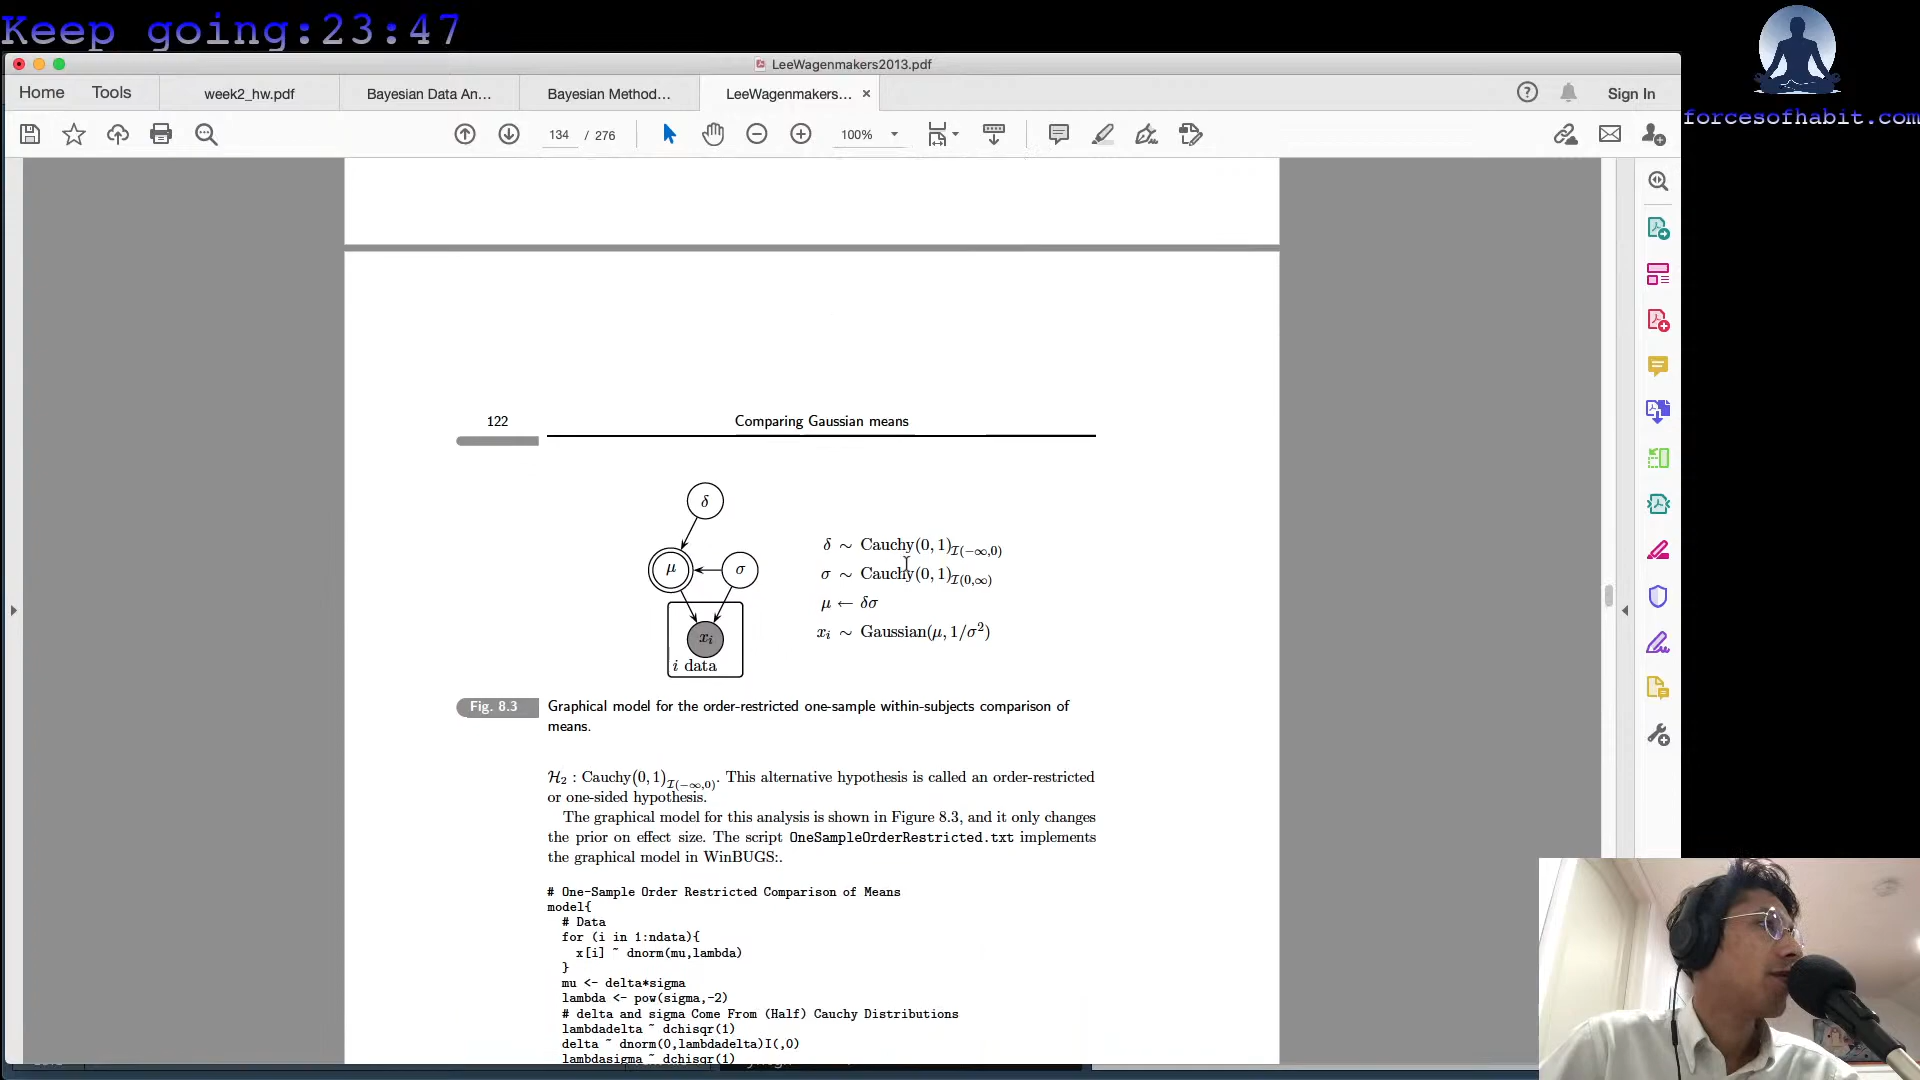 Keep going:23:47
LeeWagenmakers2013.pdf
Home Tools week2_hw.pdf Bayesian Data An... Bayesian Method... LeeWagenmakers... × Sign In
forcesofhabit.com
134 / 276 100%
122 Comparing Gaussian means
δ
δ ∼ Cauchy(0, 1)I(−∞,0)
μ σ
σ ∼ Cauchy(0, 1)I(0,∞)
μ ← δσ
xi ∼ Gaussian(μ, 1/σ²)
xi
i data
Fig. 8.3 Graphical model for the order-restricted one-sample within-subjects comparison of
means.
H2 : Cauchy(0, 1)I(−∞,0). This alternative hypothesis is called an order-restricted
or one-sided hypothesis.
The graphical model for this analysis is shown in Figure 8.3, and it only changes
the prior on effect size. The script OneSampleOrderRestricted.txt implements
the graphical model in WinBUGS:.
# One-Sample Order Restricted Comparison of Means
model{
# Data
for (i in 1:ndata){
x[i] ~ dnorm(mu,lambda)
}
mu <- delta*sigma
lambda <- pow(sigma,-2)
# delta and sigma Come From (Half) Cauchy Distributions
lambdadelta ~ dchisqr(1)
delta ~ dnorm(0,lambdadelta)I(,0)
lambdasigma ~ dchisqr(1)